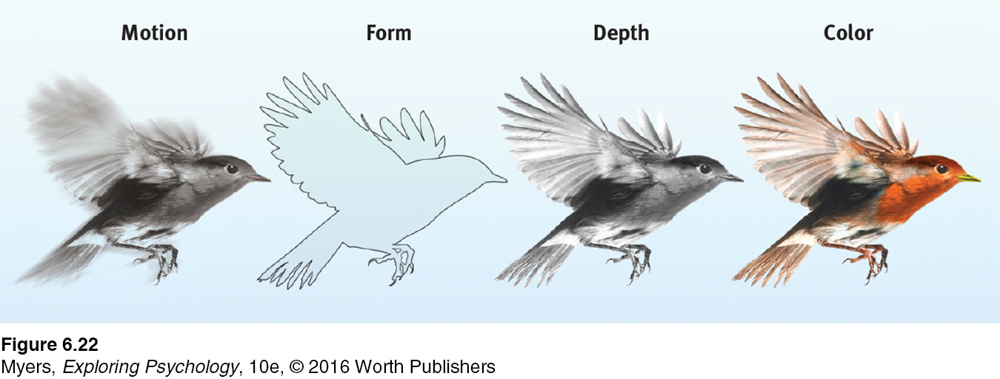 Motion Form Depth Color
Figure 6.22
Myers, Exploring Psychology, 10e, © 2016 Worth Publishers